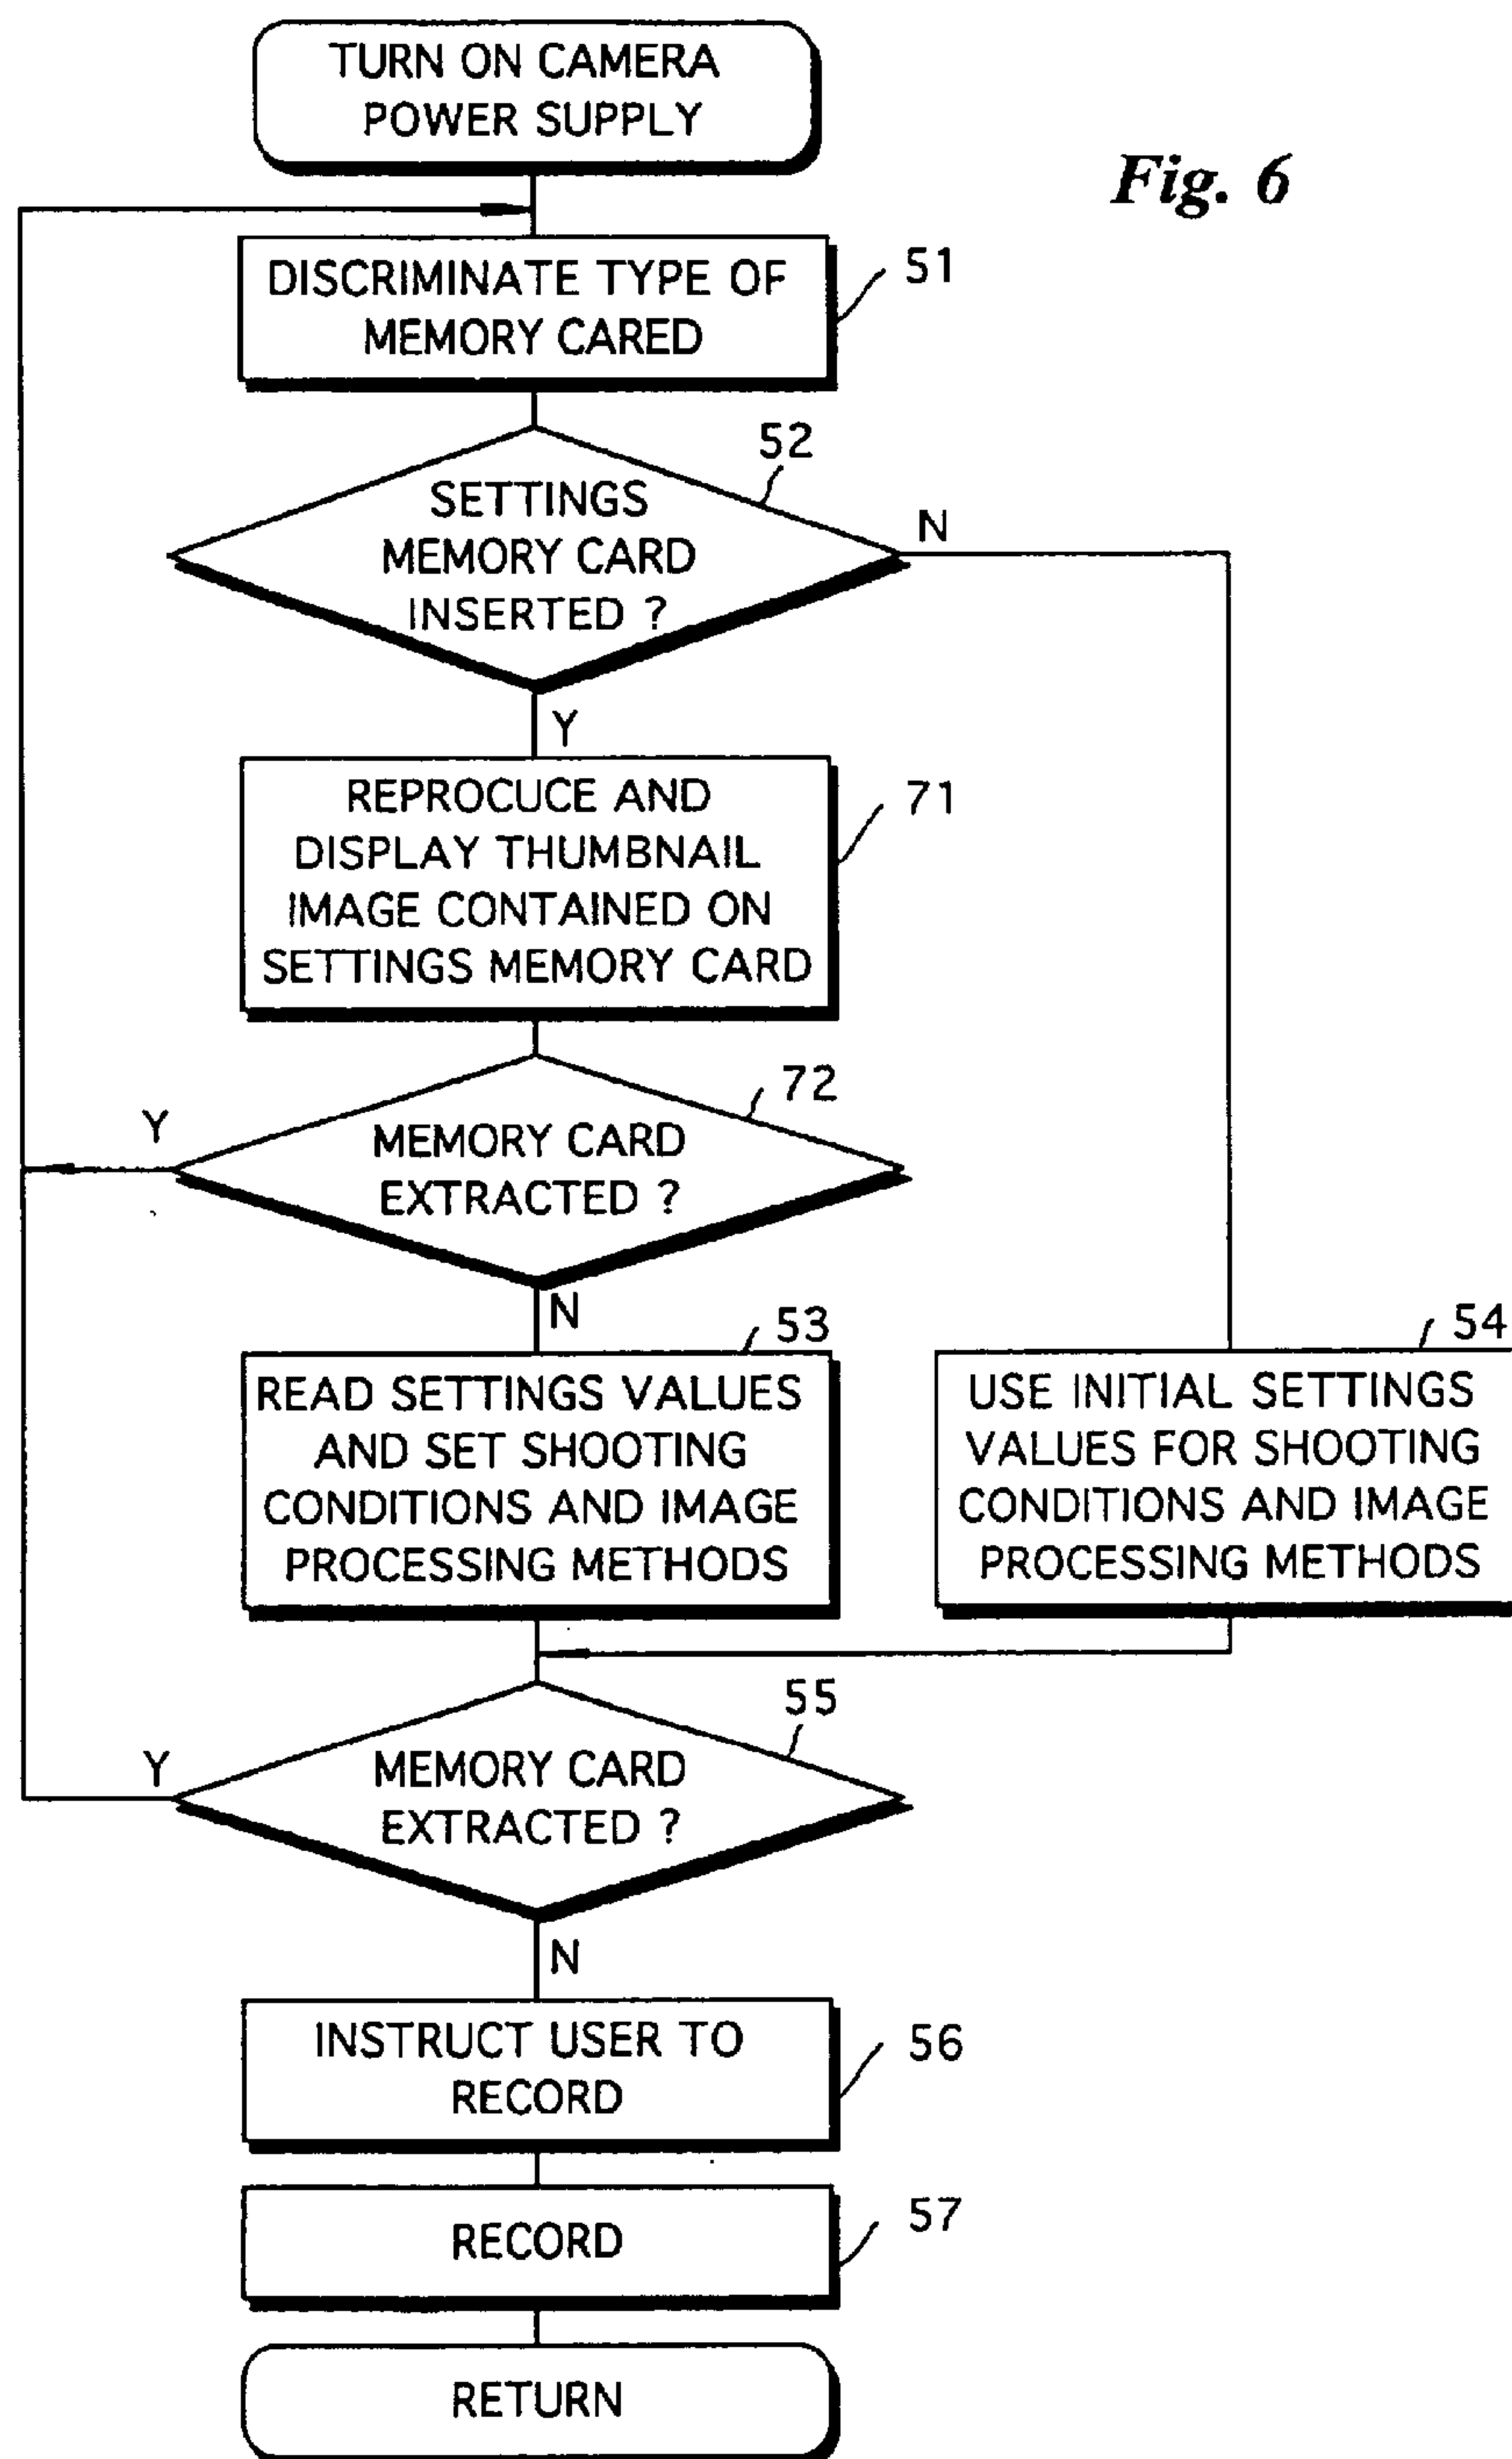 TURN ON CAMERA
POWER SUPPLY
Fig. 6
DISCRIMINATE TYPE OF
MEMORY CARED
51
52
SETTINGS
MEMORY CARD
INSERTED ?
N
Y
REPROCUCE AND
DISPLAY THUMBNAIL
IMAGE CONTAINED ON
SETTINGS MEMORY CARD
71
72
Y
MEMORY CARD
EXTRACTED ?
N
53
READ SETTINGS VALUES
AND SET SHOOTING
CONDITIONS AND IMAGE
PROCESSING METHODS
54
USE INITIAL SETTINGS
VALUES FOR SHOOTING
CONDITIONS AND IMAGE
PROCESSING METHODS
55
Y
MEMORY CARD
EXTRACTED ?
N
INSTRUCT USER TO
RECORD
56
RECORD
57
RETURN